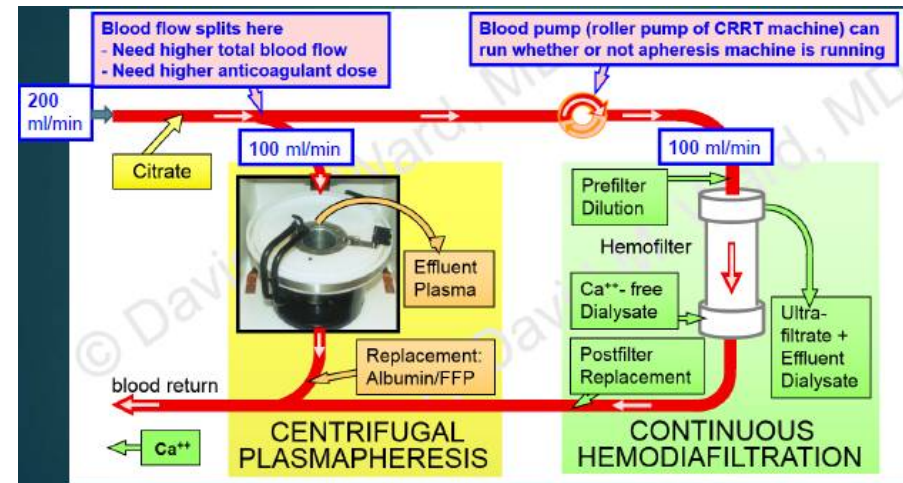 Blood flow splits here
- Need higher total blood flow
- Need higher anticoagulant dose
Blood pump (roller pump of CRRT machine) can
run whether or not apheresis machine is running
200
ml/min
Citrate
100 ml/min
100 ml/min
Prefilter
Dilution
Hemofilter
Effluent
Plasma
Ca⁺⁺- free
Dialysate
Ultra-
filtrate +
Effluent
Dialysate
Replacement:
Albumin/FFP
Postfilter
Replacement
blood return
Ca⁺⁺
CENTRIFUGAL
PLASMAPHERESIS
CONTINUOUS
HEMODIAFILTRATION